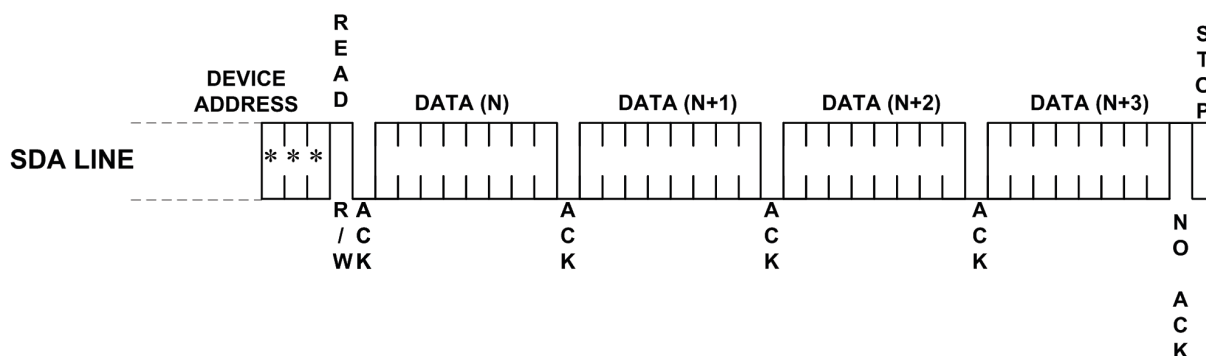 READ
STOP
DEVICE
ADDRESS
DATA (N)
DATA (N+1)
DATA (N+2)
DATA (N+3)
SDA LINE
* * *
R/W
ACK
ACK
ACK
ACK
NO ACK